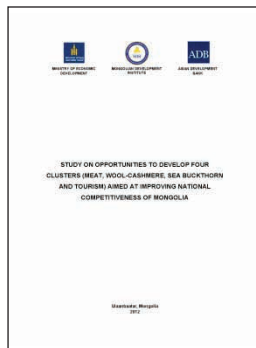 MINISTRY OF ECONOMIC
DEVELOPMENT
MONGOLIAN DEVELOPMENT
INSTITUTE
ADB
ASIAN DEVELOPMENT
BANK
STUDY ON OPPORTUNITIES TO DEVELOP FOUR
CLUSTERS (MEAT, WOOL-CASHMERE, SEA BUCKTHORN
AND TOURISM) AIMED AT IMPROVING NATIONAL
COMPETITIVENESS OF MONGOLIA
Ulaanbaatar, Mongolia
2012